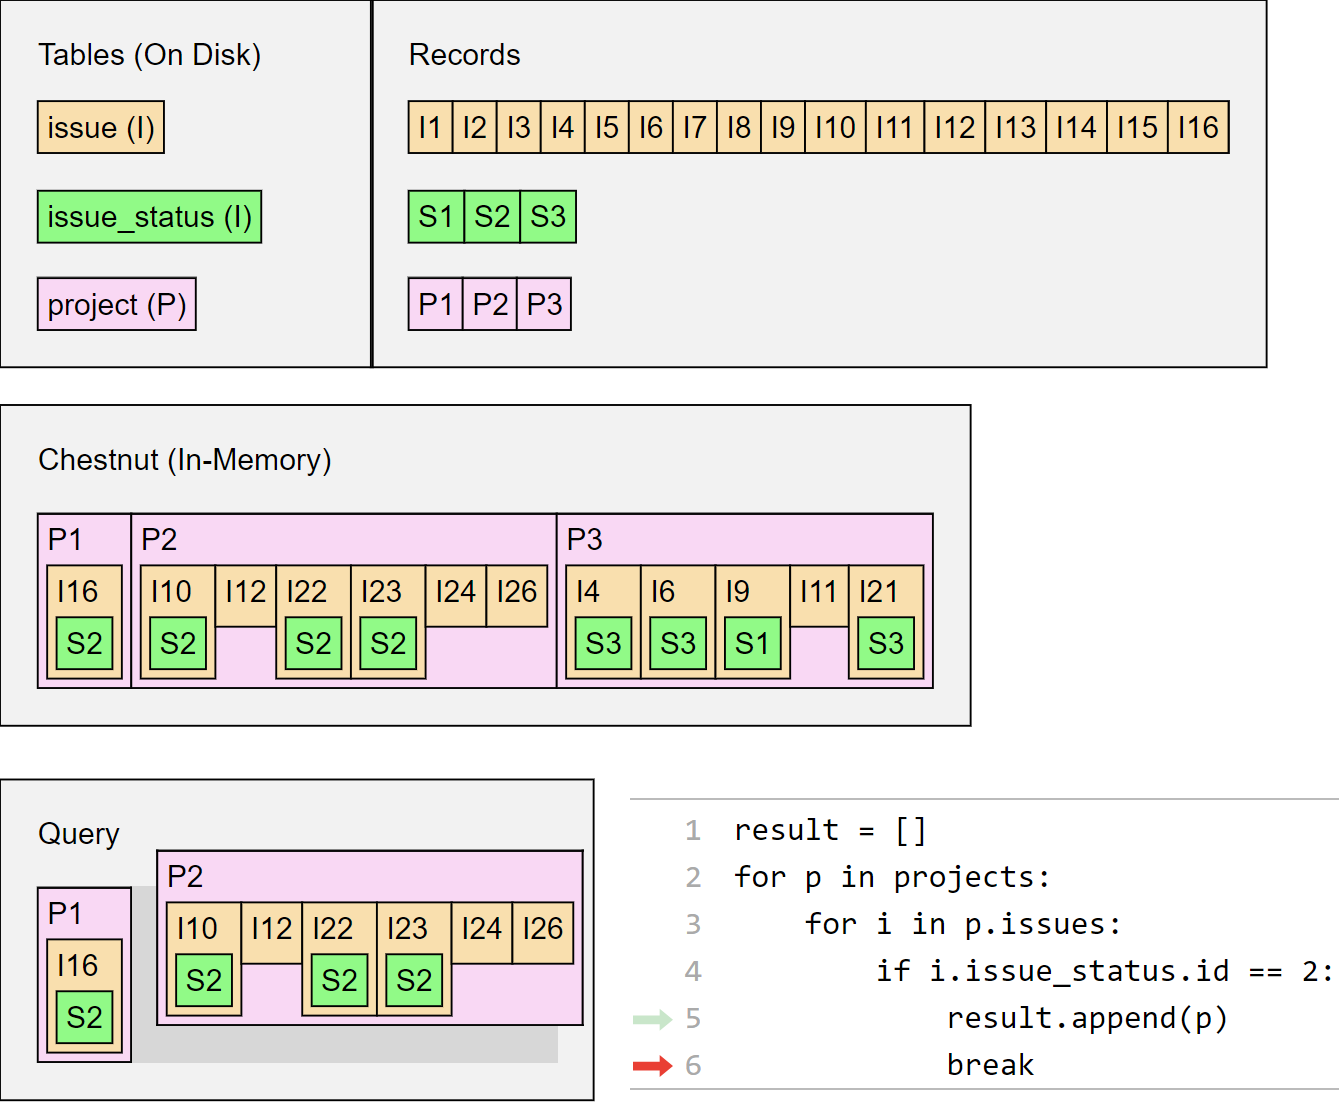 Tables (On Disk)
Records
issue (I)
I1 I2 I3 I4 I5 I6 I7 I8 I9 I10 I11 I12 I13 I14 I15 I16
issue_status (I)
S1 S2 S3
project (P)
P1 P2 P3
Chestnut (In-Memory)
P1 P2 P3
I16 I10 I12 I22 I23 I24 I26 I4 I6 I9 I11 I21
S2 S2 S2 S2 S3 S3 S1 S3
Query
P2
P1
I10 I12 I22 I23 I24 I26
I16
S2 S2 S2
S2
1 result = []
2 for p in projects:
3 for i in p.issues:
4 if i.issue_status.id == 2:
5 result.append(p)
6 break